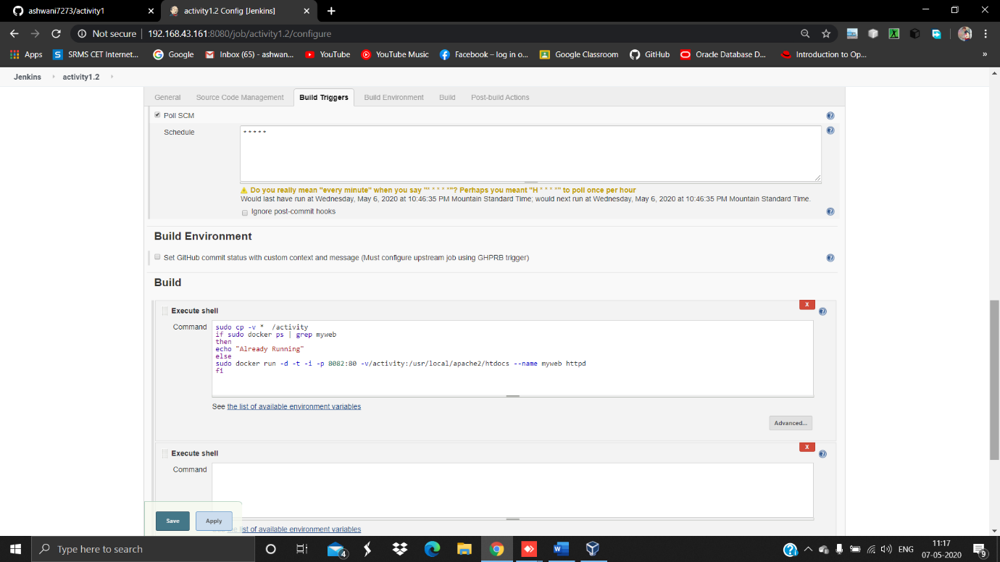 ashwani7273/activity1
activity1.2 Config [Jenkins]
Not secure | 192.168.43.161:8080/job/activity1.2/configure
Apps SRMS CET Internet... Google Inbox (65) - ashwan... YouTube YouTube Music Facebook – log in o... Google Classroom GitHub Oracle Database D... Introduction to Op... »
Jenkins activity1.2
General Source Code Management Build Triggers Build Environment Build Post-build Actions
Poll SCM
Schedule
* * * * *
Do you really mean "every minute" when you say "* * * * *"? Perhaps you meant "H * * * *" to poll once per hour
Would last have run at Wednesday, May 6, 2020 at 10:46:35 PM Mountain Standard Time; would next run at Wednesday, May 6, 2020 at 10:46:35 PM Mountain Standard Time.
Ignore post-commit hooks
Build Environment
Set GitHub commit status with custom context and message (Must configure upstream job using GHPRB trigger)
Build
X
Execute shell
Command
sudo cp -v *  /activity
if sudo docker ps | grep myweb
then
echo "Already Running"
else
sudo docker run -d -t -i -p 8082:80 -v/activity:/usr/local/apache2/htdocs --name myweb httpd
fi
See the list of available environment variables
Advanced...
X
Execute shell
Command
Save Apply
list of available environment variables
Type here to search
4
ENG
11:17
07-05-2020
9